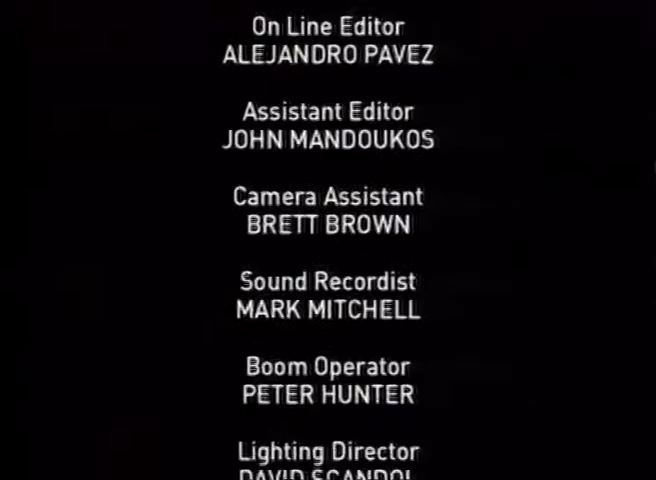 On Line Editor
ALEJANDRO PAVEZ
Assistant Editor
JOHN MANDOUKOS
Camera Assistant
BRETT BROWN
Sound Recordist
MARK MITCHELL
Boom Operator
PETER HUNTER
Lighting Director
DAVID